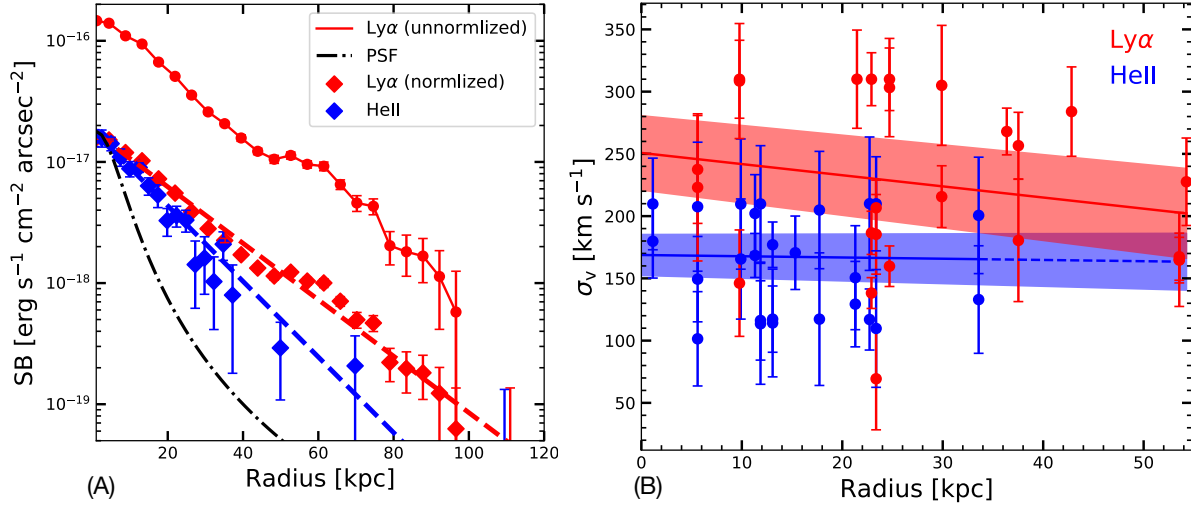 10⁻¹⁶
10⁻¹⁷
10⁻¹⁸
10⁻¹⁹
SB [erg s⁻¹ cm⁻² arcsec⁻²]
Lyα (unnormlized)
PSF
Lyα (normlized)
HeII
20 40 60 80 100 120
Radius [kpc]
(A)
350
300
250
200
150
100
50
σᵥ [km s⁻¹]
Lyα
HeII
0 10 20 30 40 50
Radius [kpc]
(B)